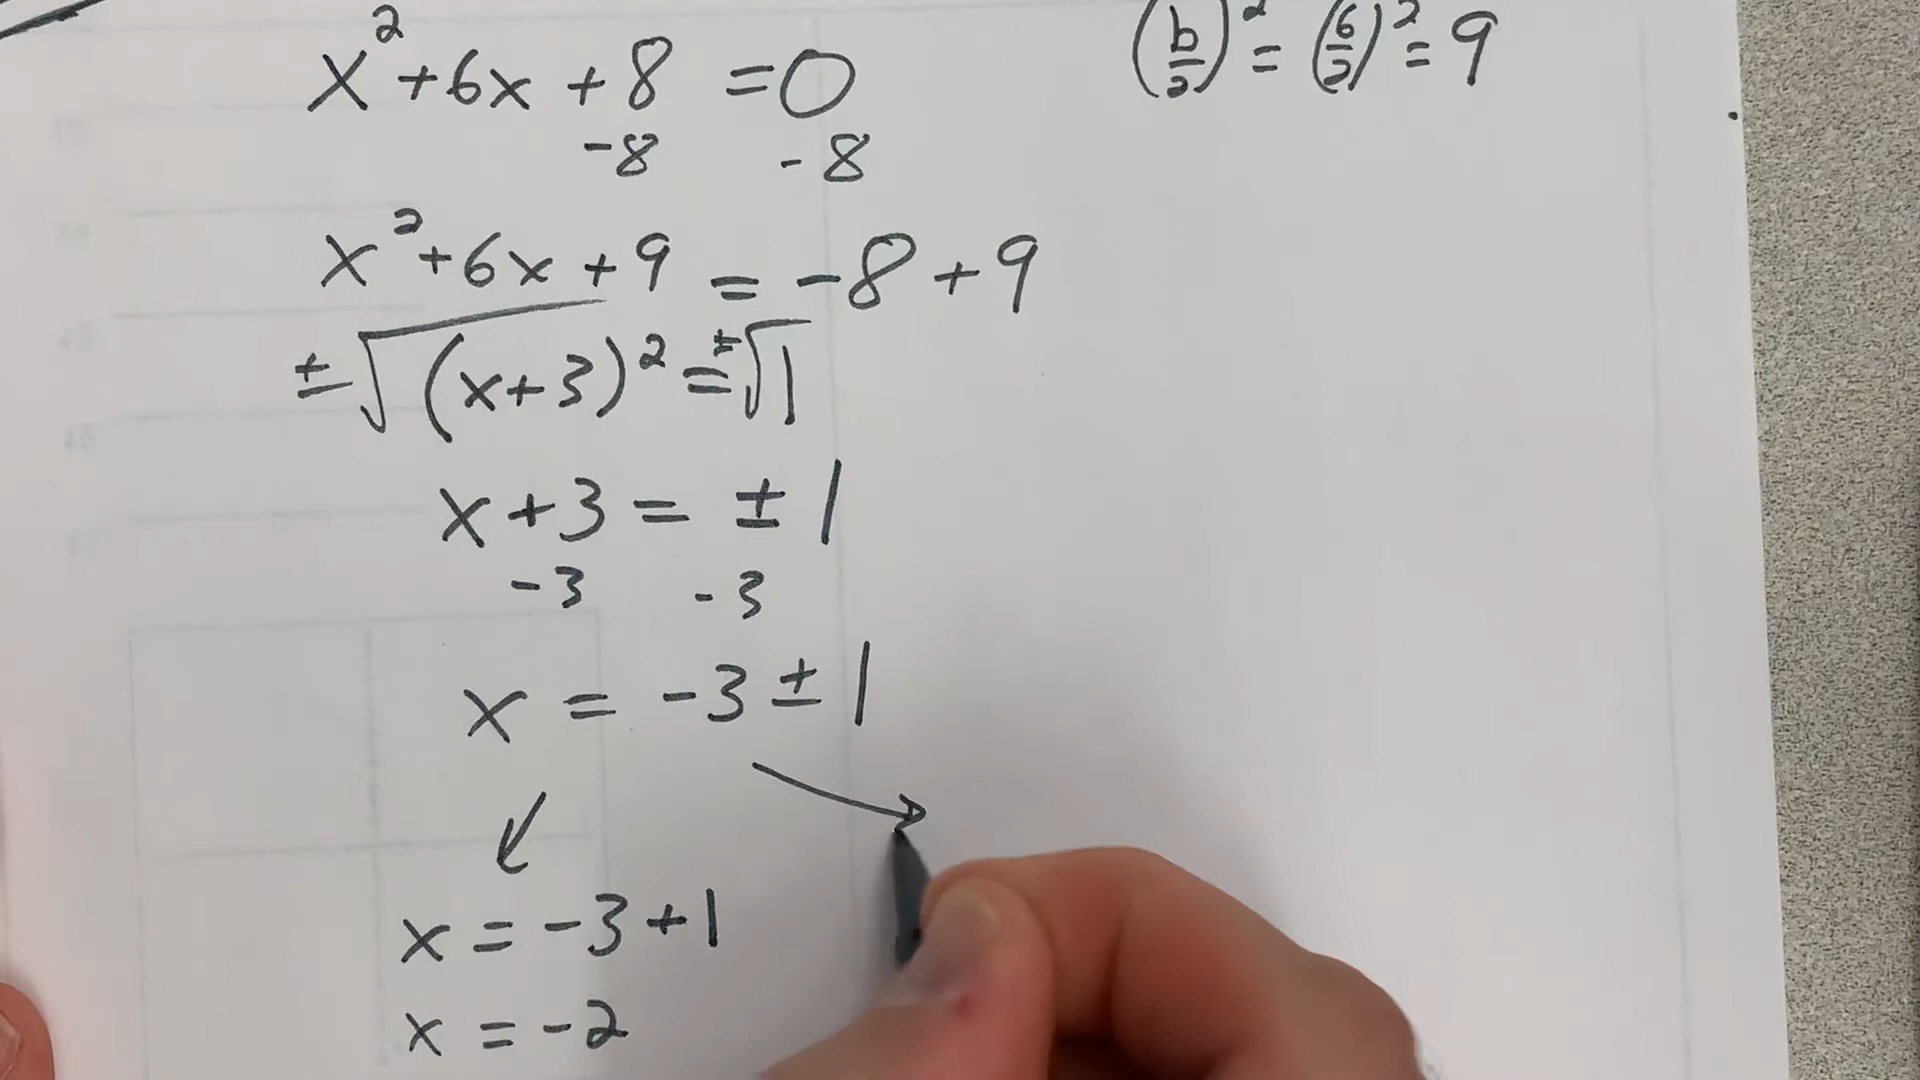 x² + 6x + 8 = 0
-8 -8
(b/2)² = (6/2)² = 9
x² + 6x + 9 = -8 + 9
±√(x+3)² = ±√1
x + 3 = ± 1
-3 -3
x = -3 ± 1
x = -3 + 1
x = -2